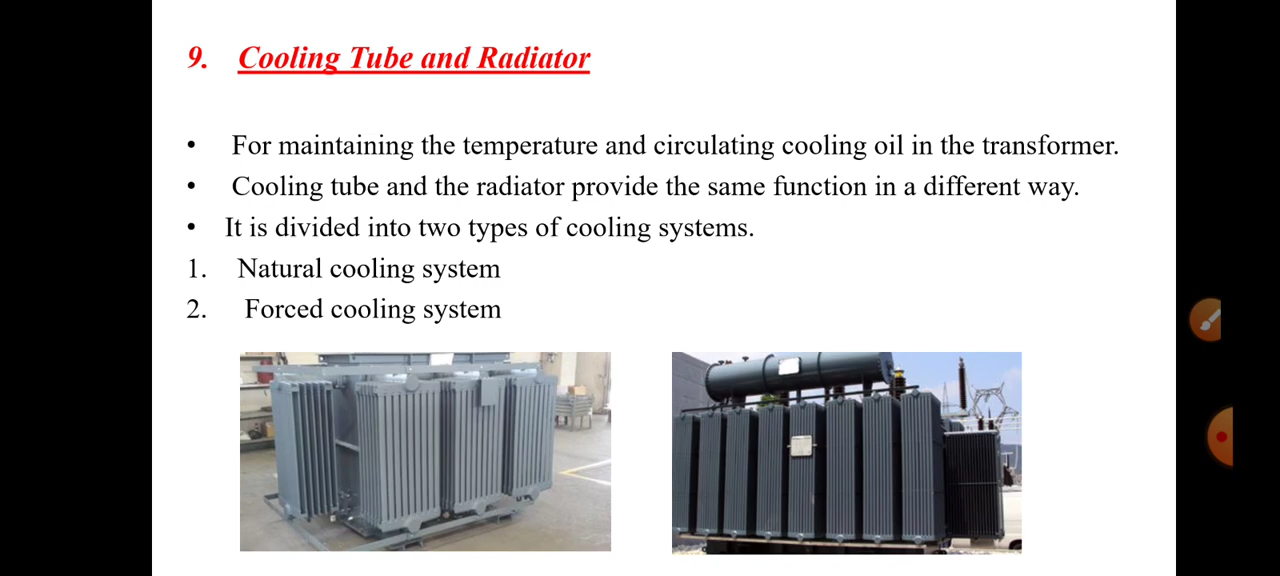 9. Cooling Tube and Radiator
• For maintaining the temperature and circulating cooling oil in the transformer.
• Cooling tube and the radiator provide the same function in a different way.
• It is divided into two types of cooling systems.
1. Natural cooling system
2. Forced cooling system